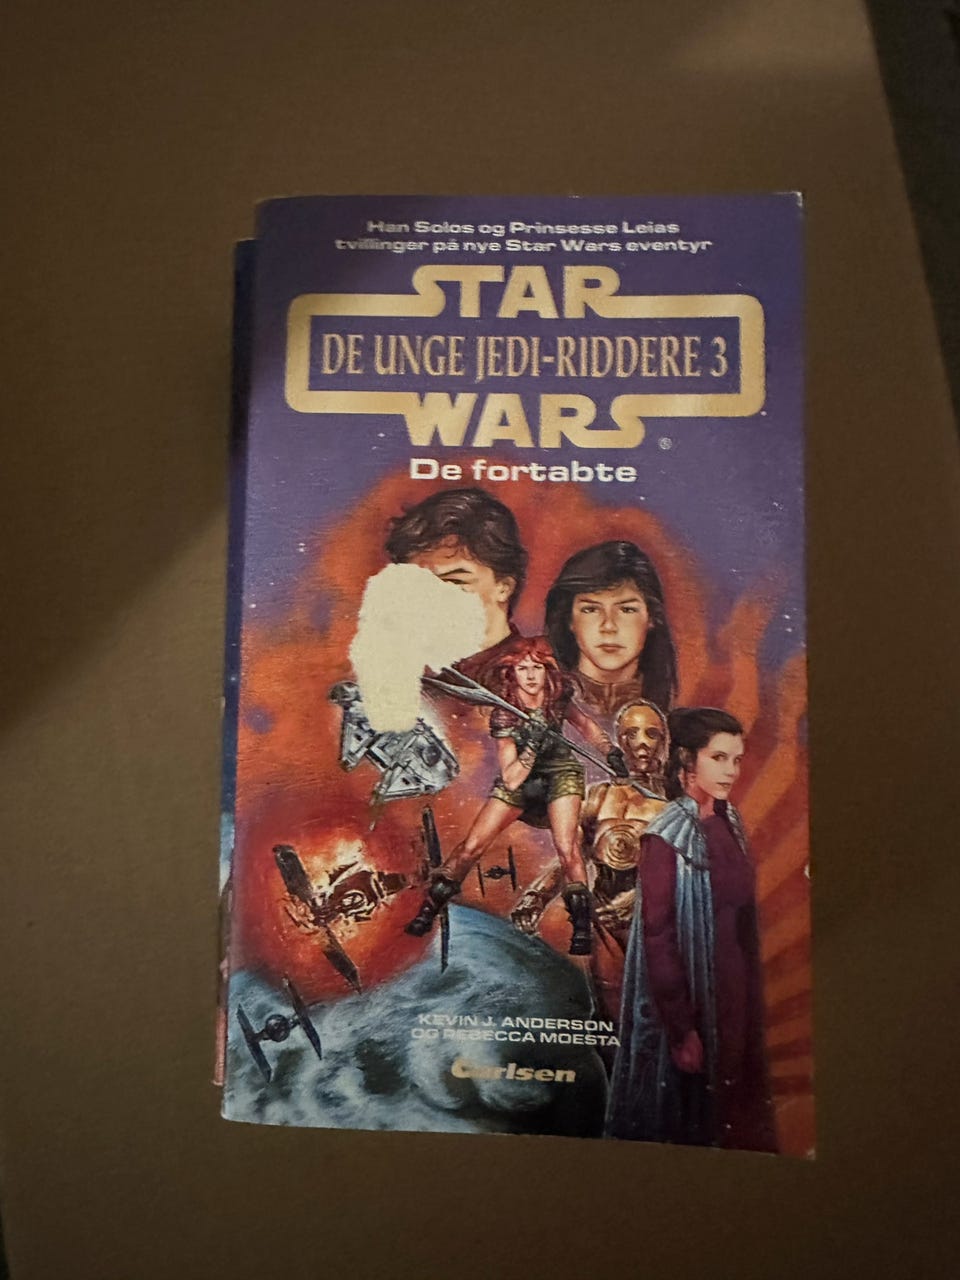 Han Solos og Prinsesse Leias
tvillinger på nye Star Wars eventyr
STAR
DE UNGE JEDI-RIDDERE 3
WARS®
De fortabte
KEVIN J. ANDERSON
OG REBECCA MOESTA
Carlsen